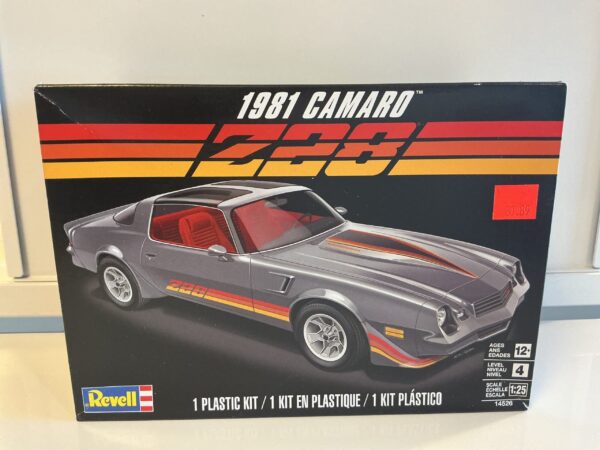 1981 CAMARO™
Z28
Z28
AGES
ANS
EDADES
12+
LEVEL
NIVEAU
NIVEL
4
SCALE
ÉCHELLE
ESCALA
1:25
14526
Revell
1 PLASTIC KIT / 1 KIT EN PLASTIQUE / 1 KIT PLÁSTICO